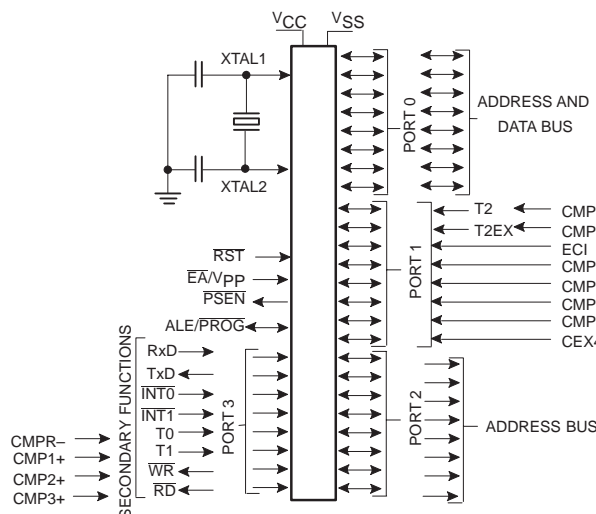 VCC VSS
XTAL1
XTAL2
PORT 0
ADDRESS AND
DATA BUS
PORT 1
T2 CMP
T2EX CMP
ECI
CMP
CMP
CMP
CMP
CEX4
RST
EA/VPP
PSEN
ALE/PROG
SECONDARY FUNCTIONS
RxD
TxD
INT0
INT1
T0
T1
WR
RD
PORT 3
CMPR–
CMP1+
CMP2+
CMP3+
PORT 2
ADDRESS BUS